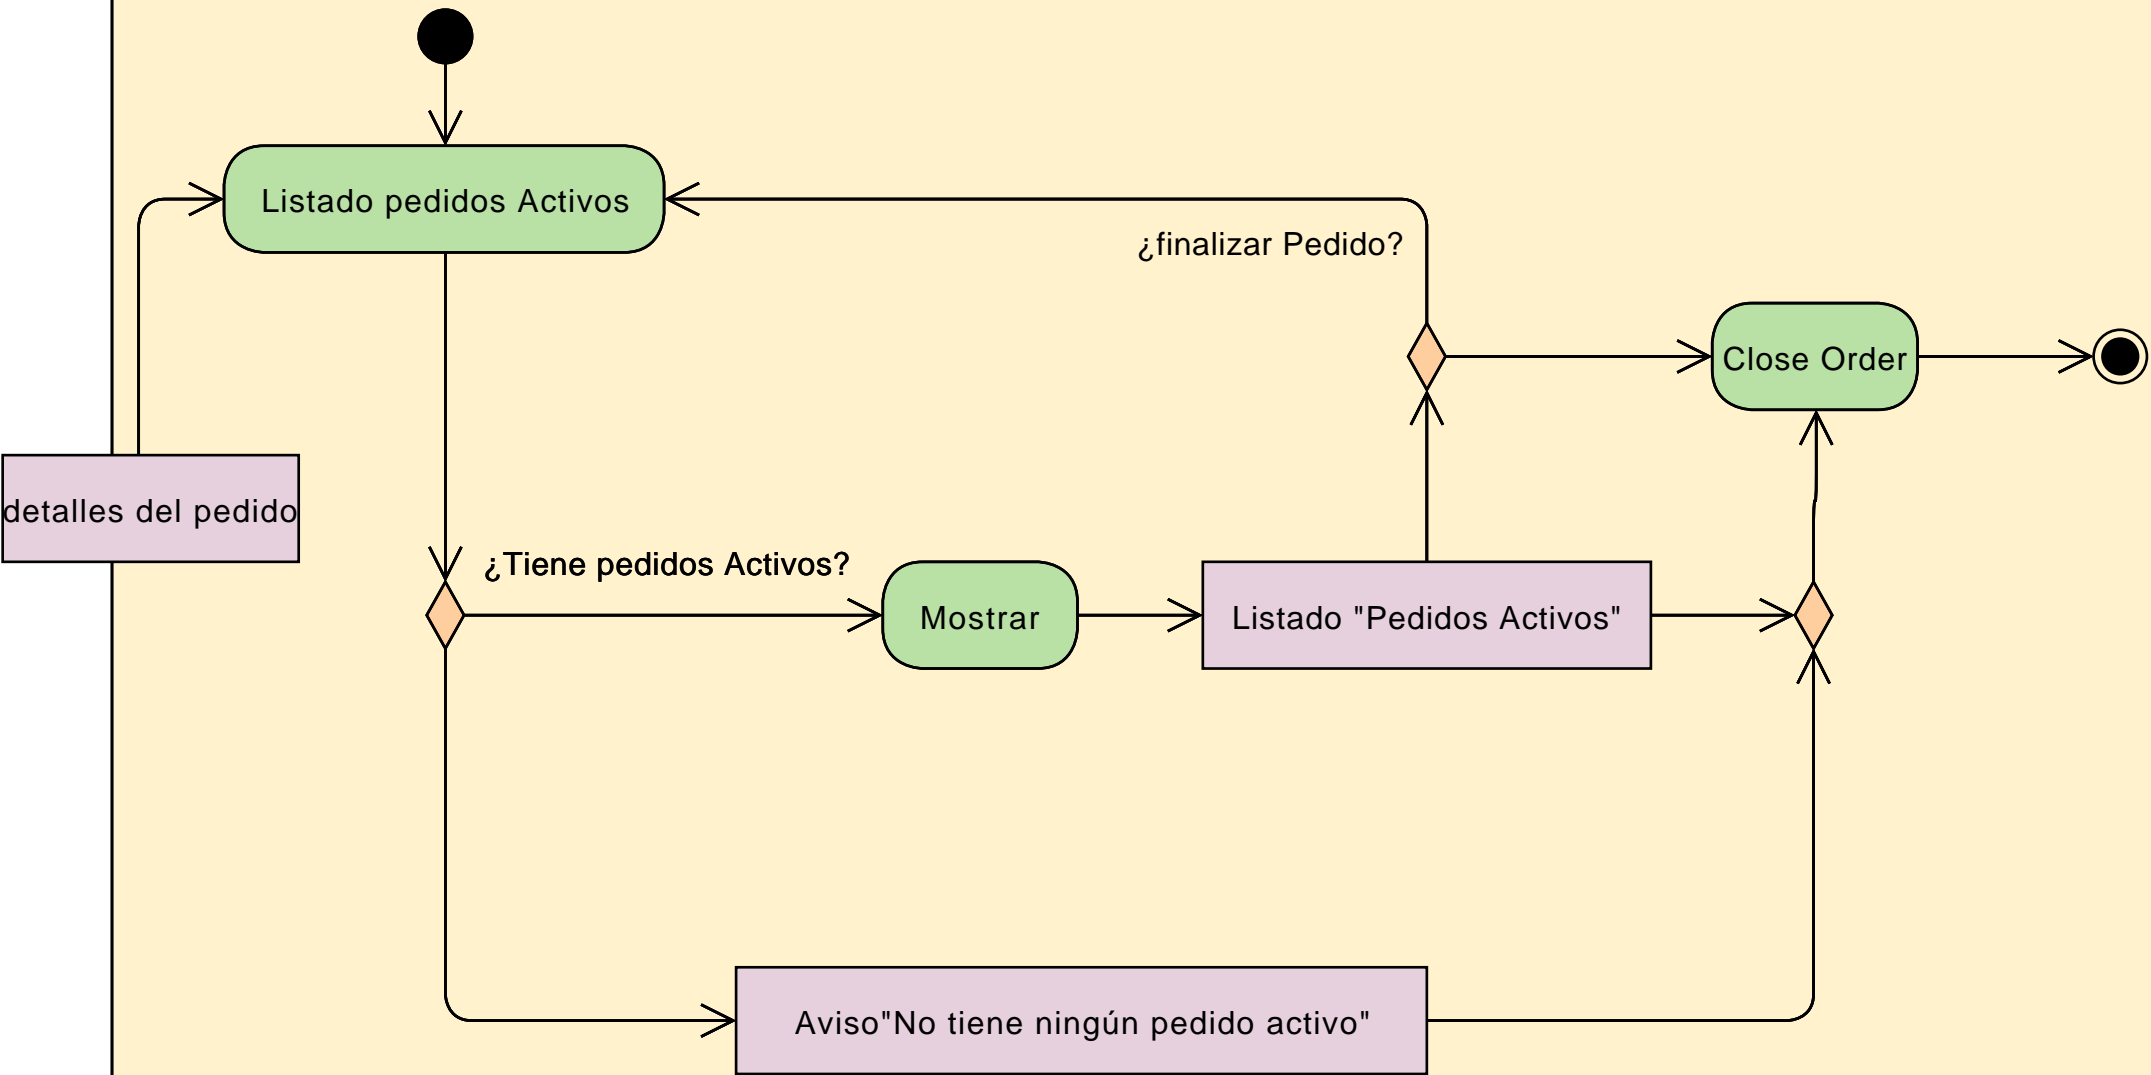 Listado pedidos Activos
¿finalizar Pedido?
Close Order
detalles del pedido
¿Tiene pedidos Activos?
Mostrar
Listado "Pedidos Activos"
Aviso"No tiene ningún pedido activo"